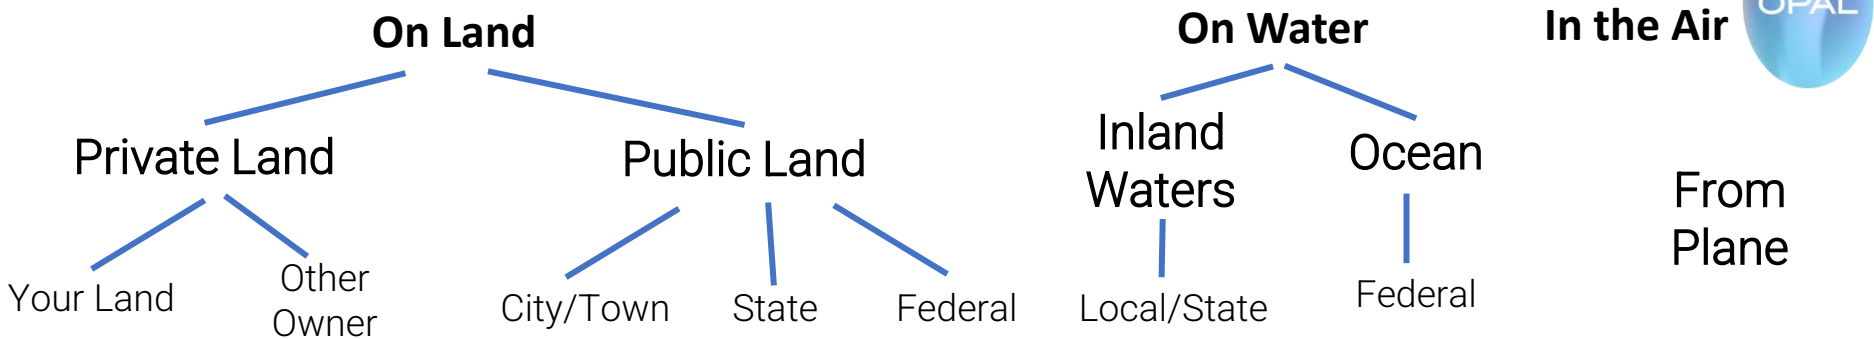 On Land
On Water
In the Air
OPAL
Private Land
Public Land
Inland
Waters
Ocean
From
Plane
Your Land
Other
Owner
City/Town
State
Federal
Local/State
Federal